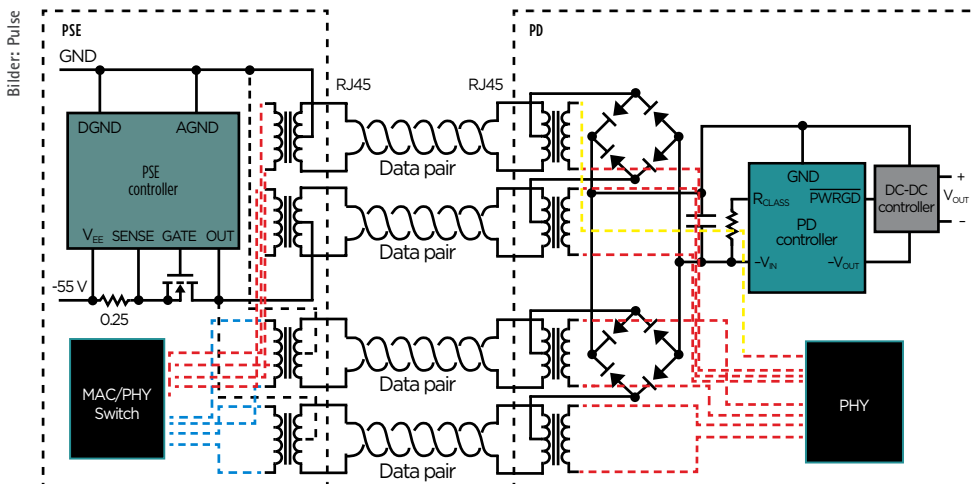 Bilder: Pulse
PSE
GND
DGND
AGND
PSE
controller
VEE SENSE GATE OUT
-55 V
0.25
MAC/PHY
Switch
RJ45
RJ45
Data pair
Data pair
Data pair
Data pair
PD
GND
RCLASS
PWRGD
PD
controller
-VIN
-VOUT
DC-DC
controller
+
VOUT
−
PHY